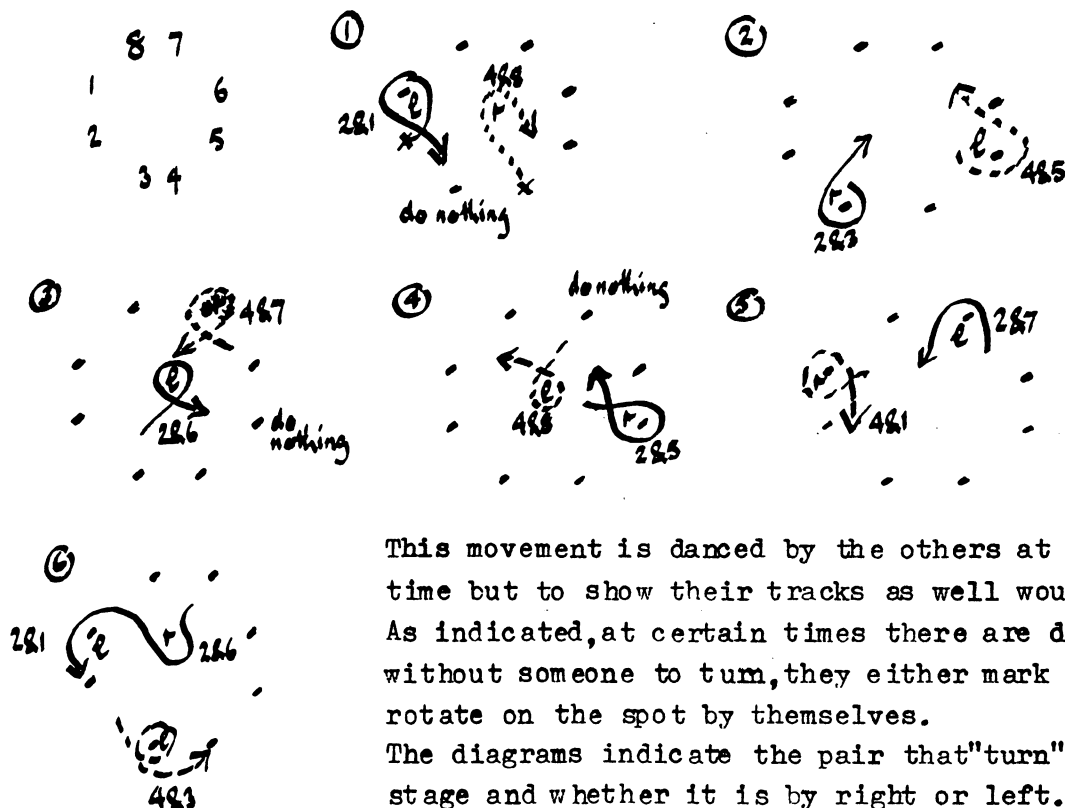 8 7
1 6
2 5
3 4
①
2&1 l
4&8 r
x x
do nothing
②
r 2&3
l 4&5
③
4&7
l 2&6
do nothing
④
do nothing
l
r 2&5
⑤
l 2&7
4&1
⑥
2&1 l r 2&6
4&3
This movement is danced by the others at
time but to show their tracks as well wou
As indicated,at certain times there are d
without someone to turn,they either mark
rotate on the spot by themselves.
The diagrams indicate the pair that"turn"
stage and whether it is by right or left.